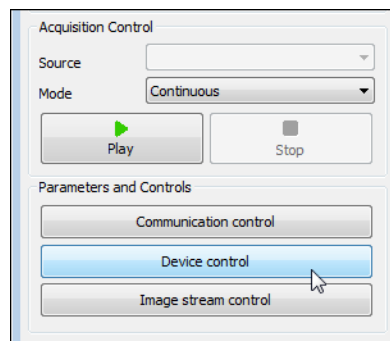 Acquisition Control
Source
Mode Continuous
Play Stop
Parameters and Controls
Communication control
Device control
Image stream control